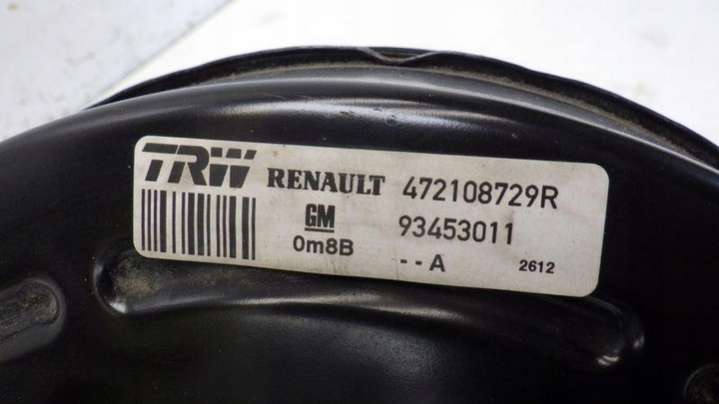 TRW RENAULT 472108729R
GM 93453011
0m8B --A 2612